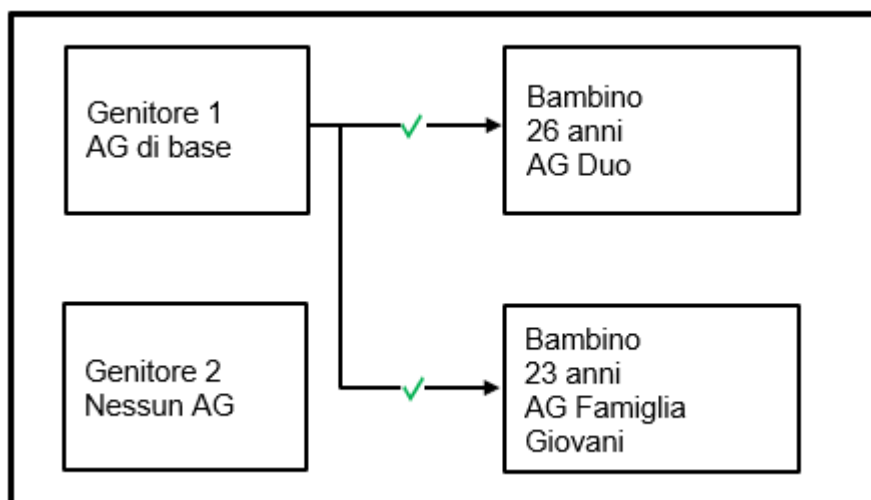 Genitore 1
AG di base
Bambino
26 anni
AG Duo
Genitore 2
Nessun AG
Bambino
23 anni
AG Famiglia
Giovani